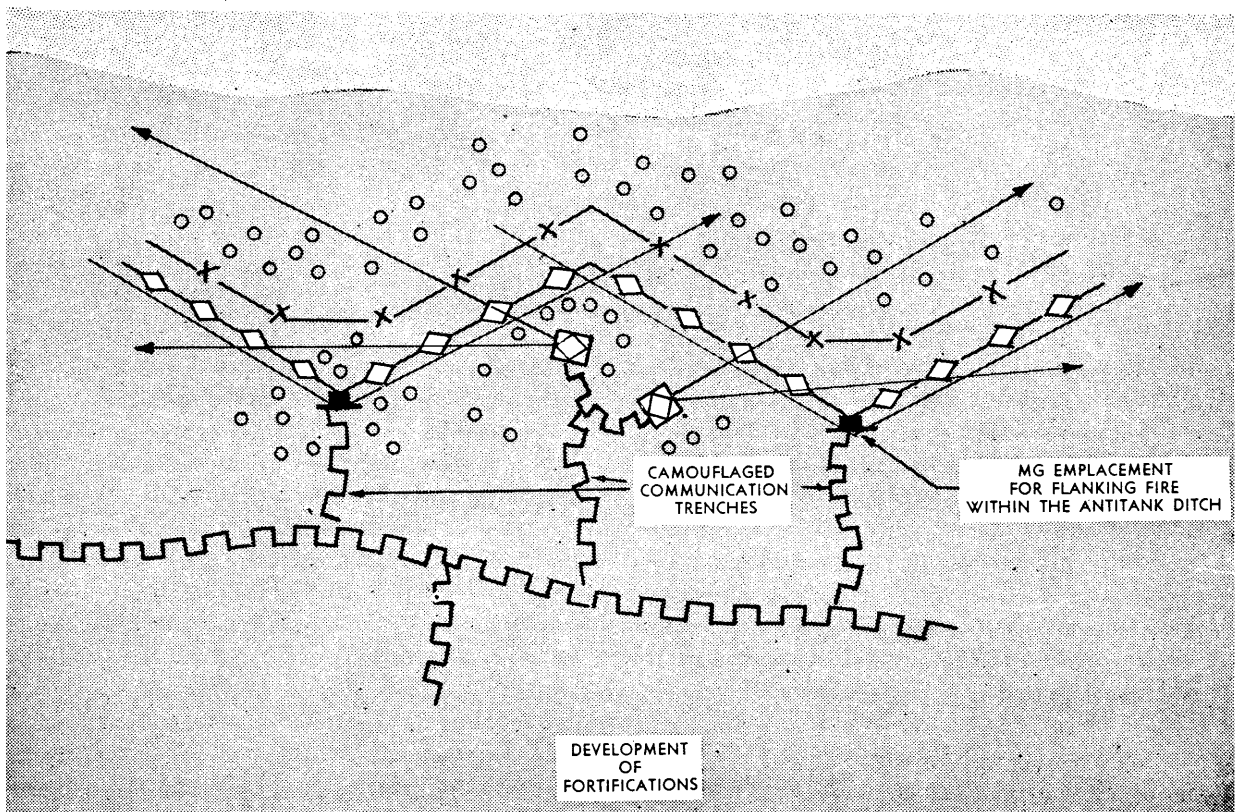 CAMOUFLAGED
COMMUNICATION
TRENCHES
MG EMPLACEMENT
FOR FLANKING FIRE
WITHIN THE ANTITANK DITCH
DEVELOPMENT
OF
FORTIFICATIONS